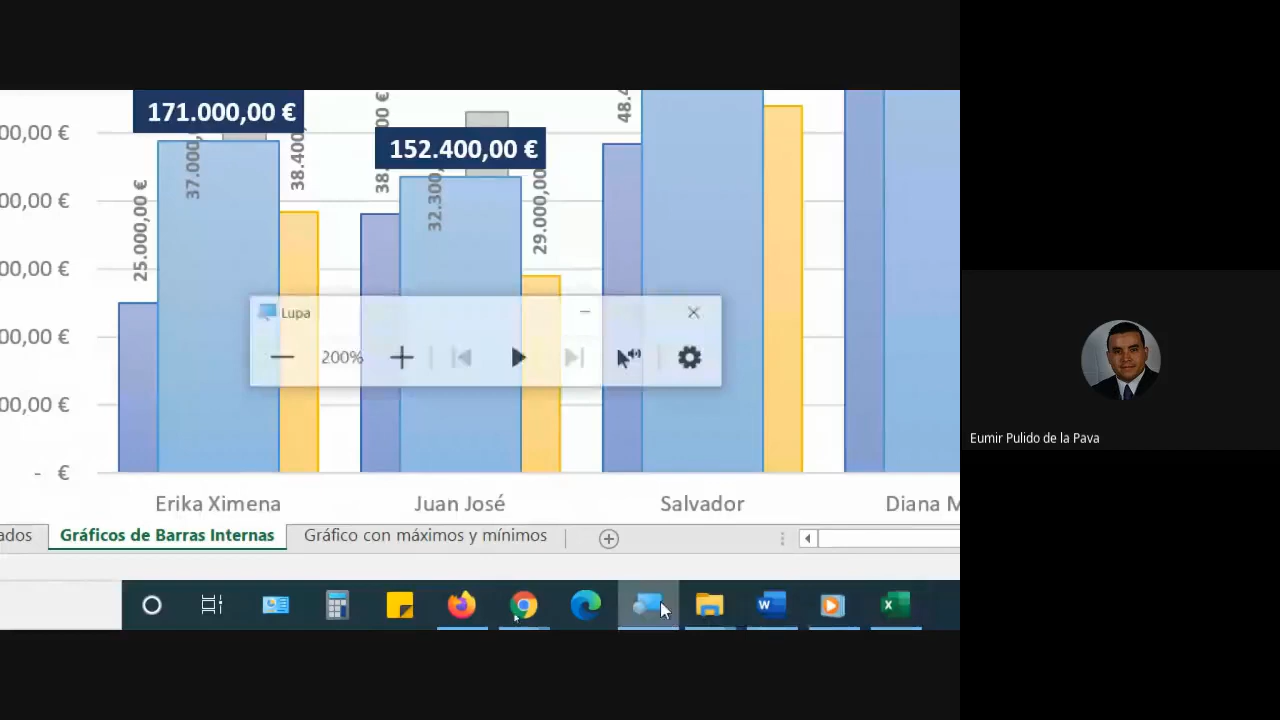 171.000,00 €
152.400,00 €
00,00 €
00,00 €
00,00 €
00,00 €
00,00 €
- €
25.000,00 €
37.000,
38.400,
32.300,
29.000,00
48.4
Lupa
200%
Erika Ximena
Juan José
Salvador
Diana M
ados
Gráficos de Barras Internas
Gráfico con máximos y mínimos
Eumir Pulido de la Pava